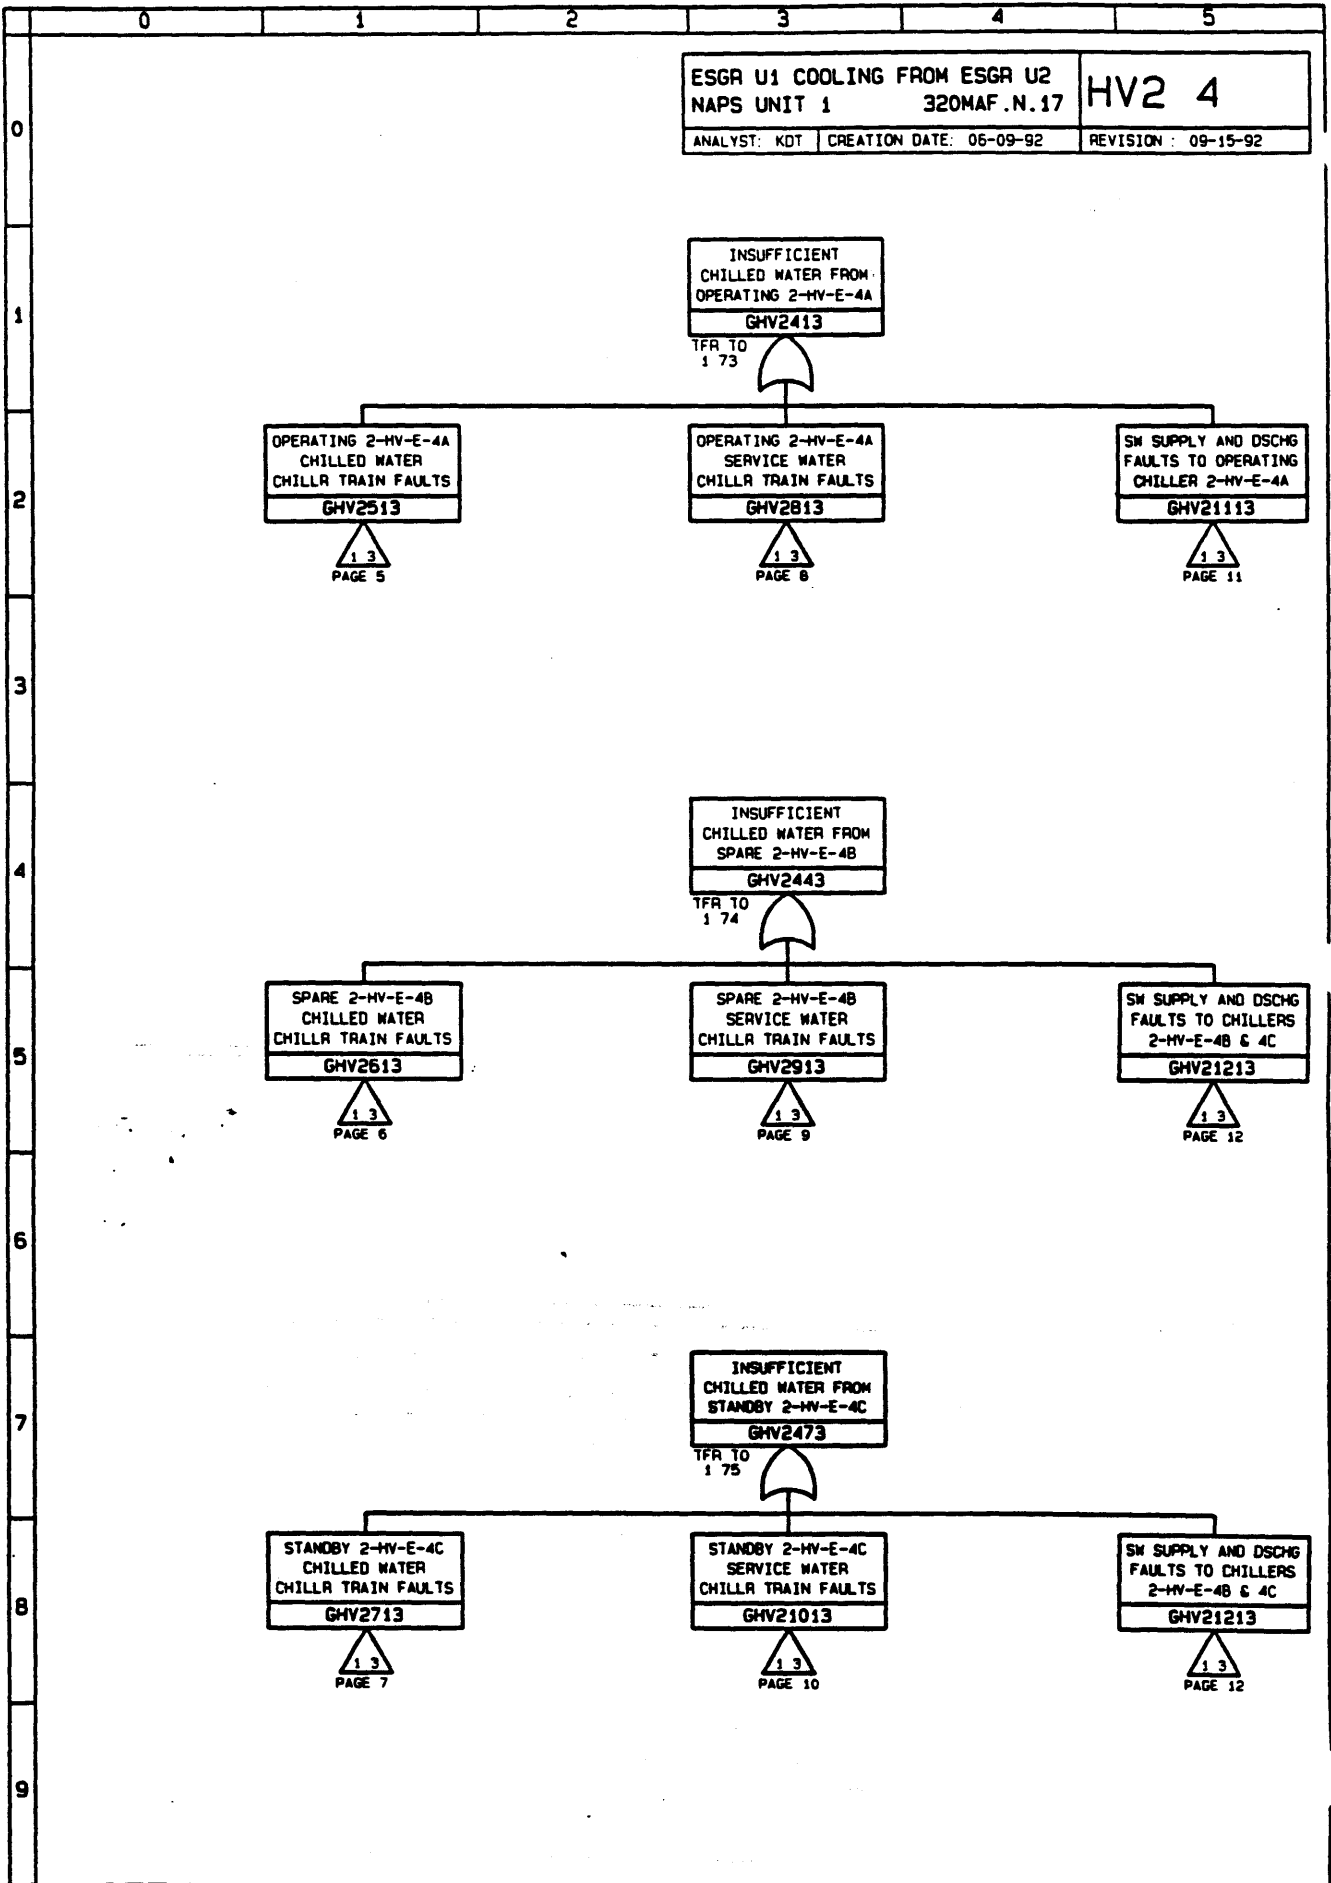 0 1 2 3 4 5
ESGR U1 COOLING FROM ESGR U2
NAPS UNIT 1 320MAF.N.17
HV2 4
ANALYST: KDT CREATION DATE: 06-09-92 REVISION : 09-15-92
0
INSUFFICIENT
CHILLED WATER FROM
OPERATING 2-HV-E-4A
GHV2413
TFR TO
1 73
1
OPERATING 2-HV-E-4A
CHILLED WATER
CHILLR TRAIN FAULTS
GHV2513
1 3
PAGE 5
OPERATING 2-HV-E-4A
SERVICE WATER
CHILLR TRAIN FAULTS
GHV2813
1 3
PAGE 8
SW SUPPLY AND DSCHG
FAULTS TO OPERATING
CHILLER 2-HV-E-4A
GHV21113
1 3
PAGE 11
2
3
INSUFFICIENT
CHILLED WATER FROM
SPARE 2-HV-E-4B
GHV2443
TFR TO
1 74
4
SPARE 2-HV-E-4B
CHILLED WATER
CHILLR TRAIN FAULTS
GHV2613
1 3
PAGE 6
SPARE 2-HV-E-4B
SERVICE WATER
CHILLR TRAIN FAULTS
GHV2913
1 3
PAGE 9
SW SUPPLY AND DSCHG
FAULTS TO CHILLERS
2-HV-E-4B & 4C
GHV21213
1 3
PAGE 12
5
6
INSUFFICIENT
CHILLED WATER FROM
STANDBY 2-HV-E-4C
GHV2473
TFR TO
1 75
7
STANDBY 2-HV-E-4C
CHILLED WATER
CHILLR TRAIN FAULTS
GHV2713
1 3
PAGE 7
STANDBY 2-HV-E-4C
SERVICE WATER
CHILLR TRAIN FAULTS
GHV21013
1 3
PAGE 10
SW SUPPLY AND DSCHG
FAULTS TO CHILLERS
2-HV-E-4B & 4C
GHV21213
1 3
PAGE 12
8
9